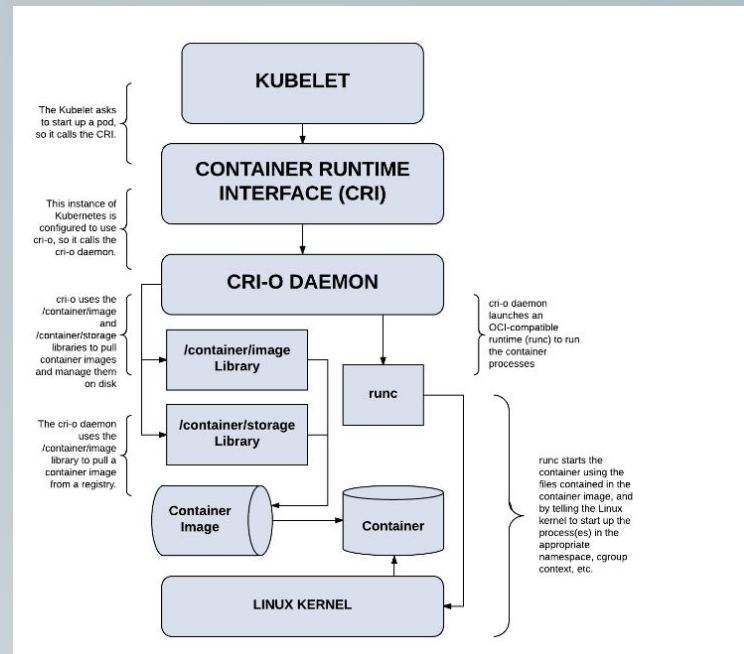 KUBELET
The Kubelet asks
to start up a pod,
so it calls the CRI.
CONTAINER RUNTIME
INTERFACE (CRI)
This instance of
Kubernetes is
configured to use
cri-o, so it calls the
cri-o daemon.
CRI-O DAEMON
cri-o uses the
/container/image
and
/container/storage
libraries to pull
container images
and manage them
on disk
cri-o daemon
launches an
OCI-compatible
runtime (runc) to run
the container
processes
/container/image
Library
runc
/container/storage
Library
The cri-o daemon
uses the
/container/image
library to pull a
container image
from a registry.
runc starts the
container using the
files contained in the
container image, and
by telling the Linux
kernel to start up the
process(es) in the
appropriate
namespace, cgroup
context, etc.
Container
Image
Container
LINUX KERNEL